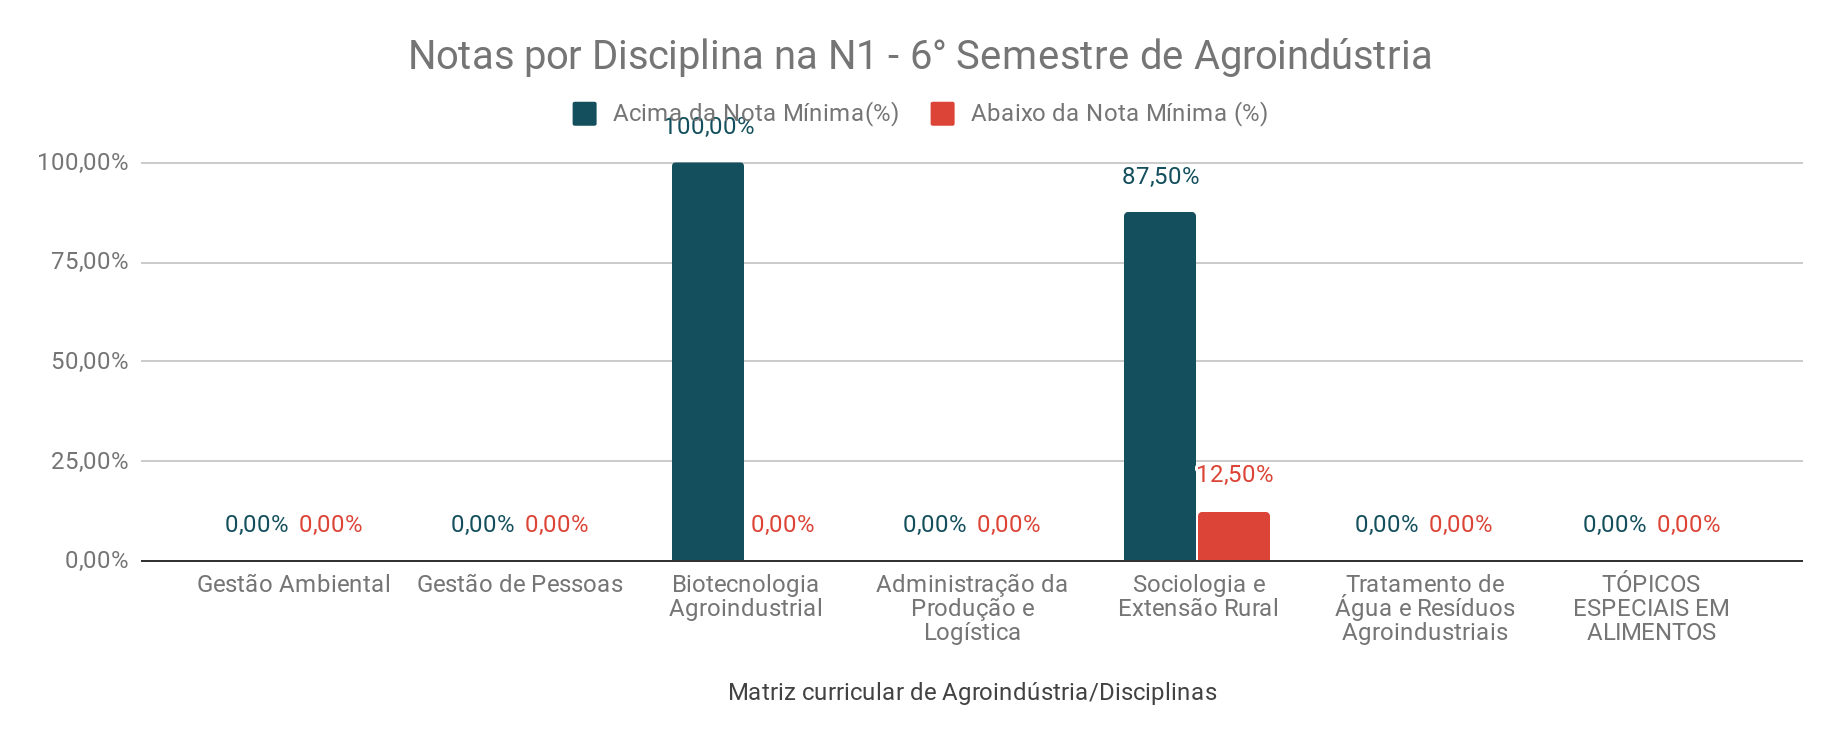 Notas por Disciplina na N1 - 6° Semestre de Agroindústria
Acima da Nota Mínima(%) Abaixo da Nota Mínima (%)
100,00%
100,00%
87,50%
75,00%
50,00%
25,00%
12,50%
0,00% 0,00% 0,00% 0,00% 0,00% 0,00% 0,00% 0,00% 0,00% 0,00% 0,00%
0,00%
Gestão Ambiental
Gestão de Pessoas
Biotecnologia
Agroindustrial
Administração da
Produção e
Logística
Sociologia e
Extensão Rural
Tratamento de
Água e Resíduos
Agroindustriais
TÓPICOS
ESPECIAIS EM
ALIMENTOS
Matriz curricular de Agroindústria/Disciplinas